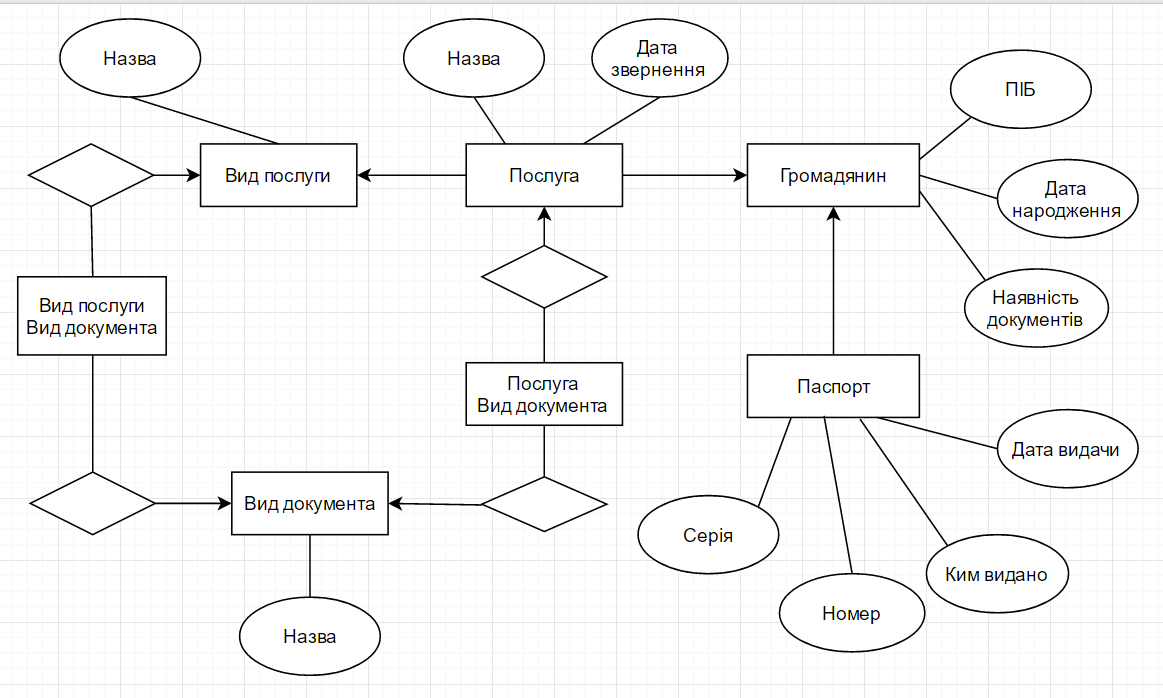 Назва
Назва
Дата
звернення
ПІБ
Вид послуги
Послуга
Громадянин
Дата
народження
Наявність
документів
Вид послуги
Вид документа
Послуга
Вид документа
Паспорт
Дата видачи
Вид документа
Серія
Ким видано
Номер
Назва